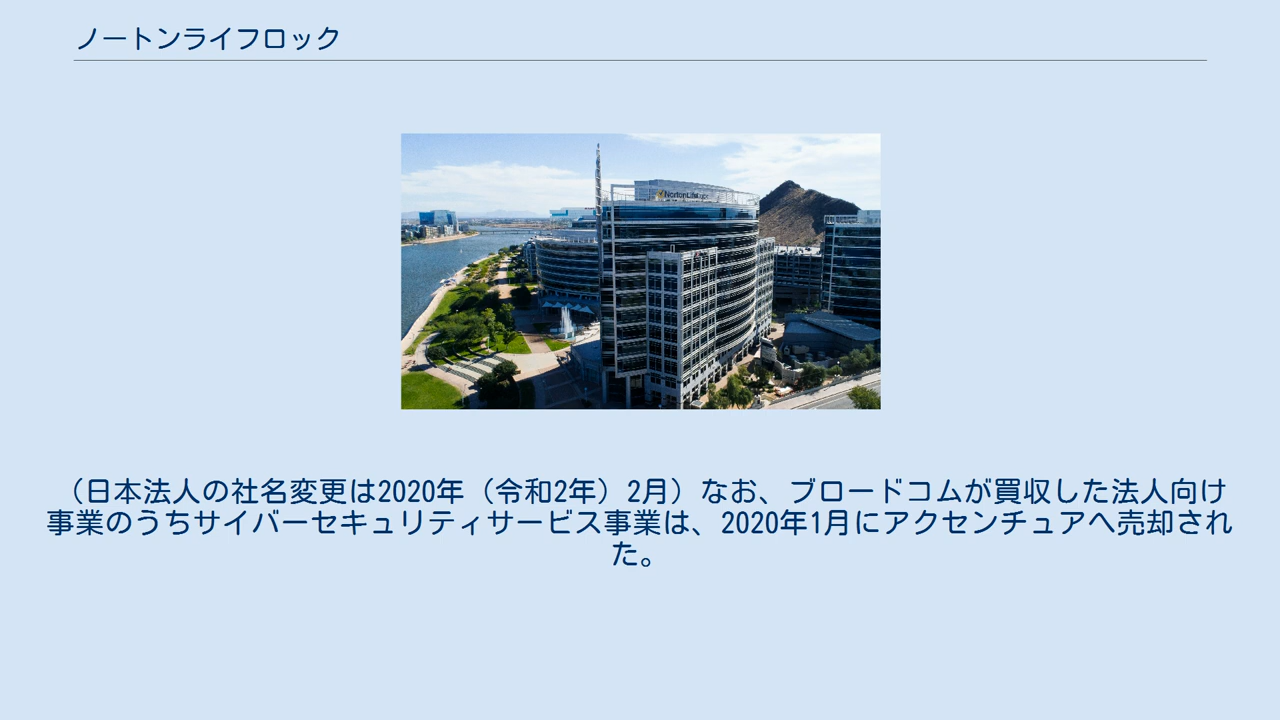 ノートンライフロック
NortonLifeLock
（日本法人の社名変更は2020年（令和2年）2月）なお、ブロードコムが買収した法人向け
事業のうちサイバーセキュリティサービス事業は、2020年1月にアクセンチュアへ売却され
た。